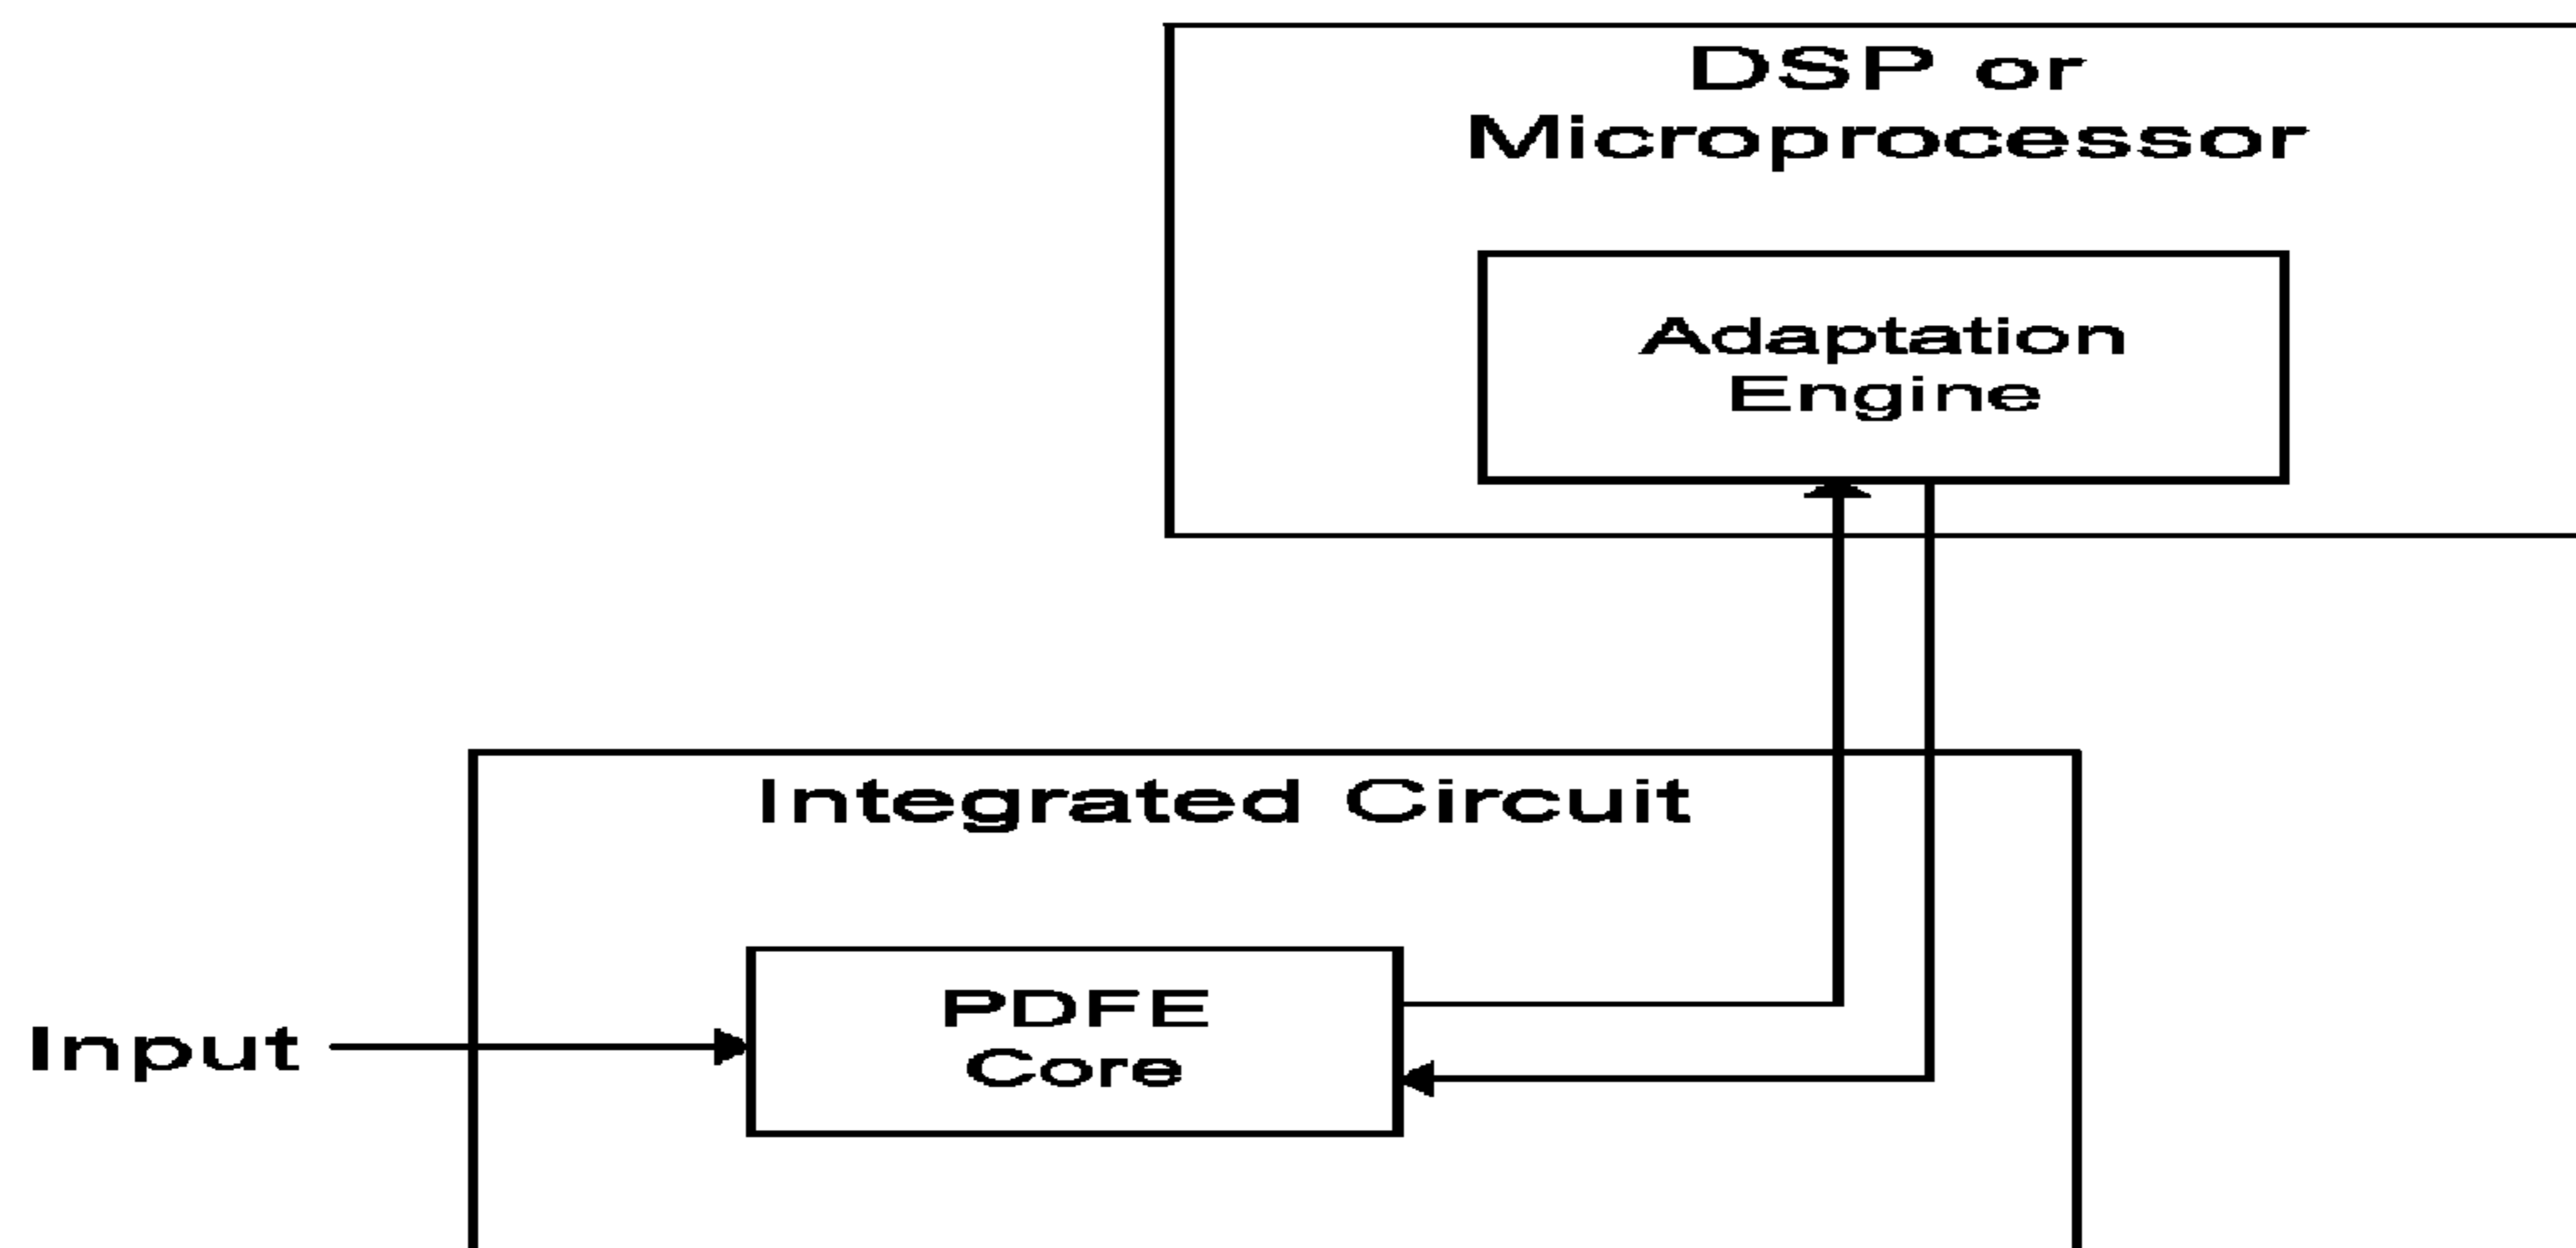 DSP or
Microprocessor
Adaptation
Engine
Integrated Circuit
PDFE
Core
Input